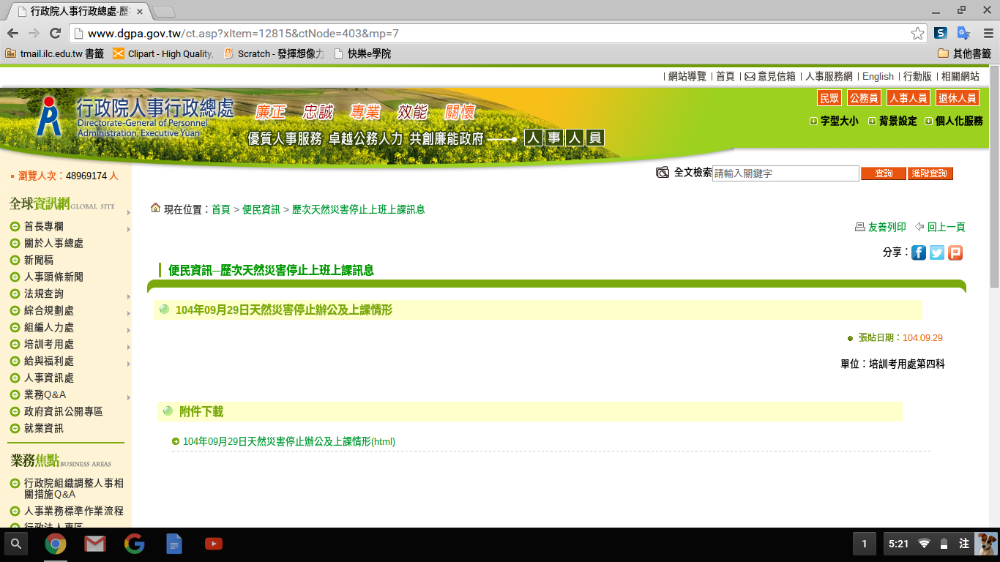 行政院人事行政總處-歷
www.dgpa.gov.tw/ct.asp?xItem=12815&ctNode=403&mp=7
tmail.ilc.edu.tw 書籤 Clipart - High Quality, Scratch - 發揮想像力 快樂e學院 其他書籤
網站導覽 | 首頁 | 意見信箱 | 人事服務網 | English | 行動版 | 相關網站
行政院人事行政總處
Directorate-General of Personnel
Administration, Executive Yuan
廉正 忠誠 專業 效能 關懷
優質人事服務 卓越公務人力 共創廉能政府 人事人員
民眾 公務員 人事人員 退休人員
字型大小 背景設定 個人化服務
瀏覽人次：48969174 人
全文檢索 請輸入關鍵字 查詢 進階查詢
全球資訊網 GLOBAL SITE
首長專欄
關於人事總處
新聞稿
人事頭條新聞
法規查詢
綜合規劃處
組編人力處
培訓考用處
給與福利處
人事資訊處
業務Q&A
政府資訊公開專區
就業資訊
業務焦點 BUSINESS AREAS
行政院組織調整人事相
關措施Q&A
人事業務標準作業流程
行政法人專區
現在位置：首頁 > 便民資訊 > 歷次天然災害停止上班上課訊息
友善列印 回上一頁
分享：
便民資訊─歷次天然災害停止上班上課訊息
104年09月29日天然災害停止辦公及上課情形
張貼日期：104.09.29
單位：培訓考用處第四科
附件下載
104年09月29日天然災害停止辦公及上課情形(html)
1 5:21 注